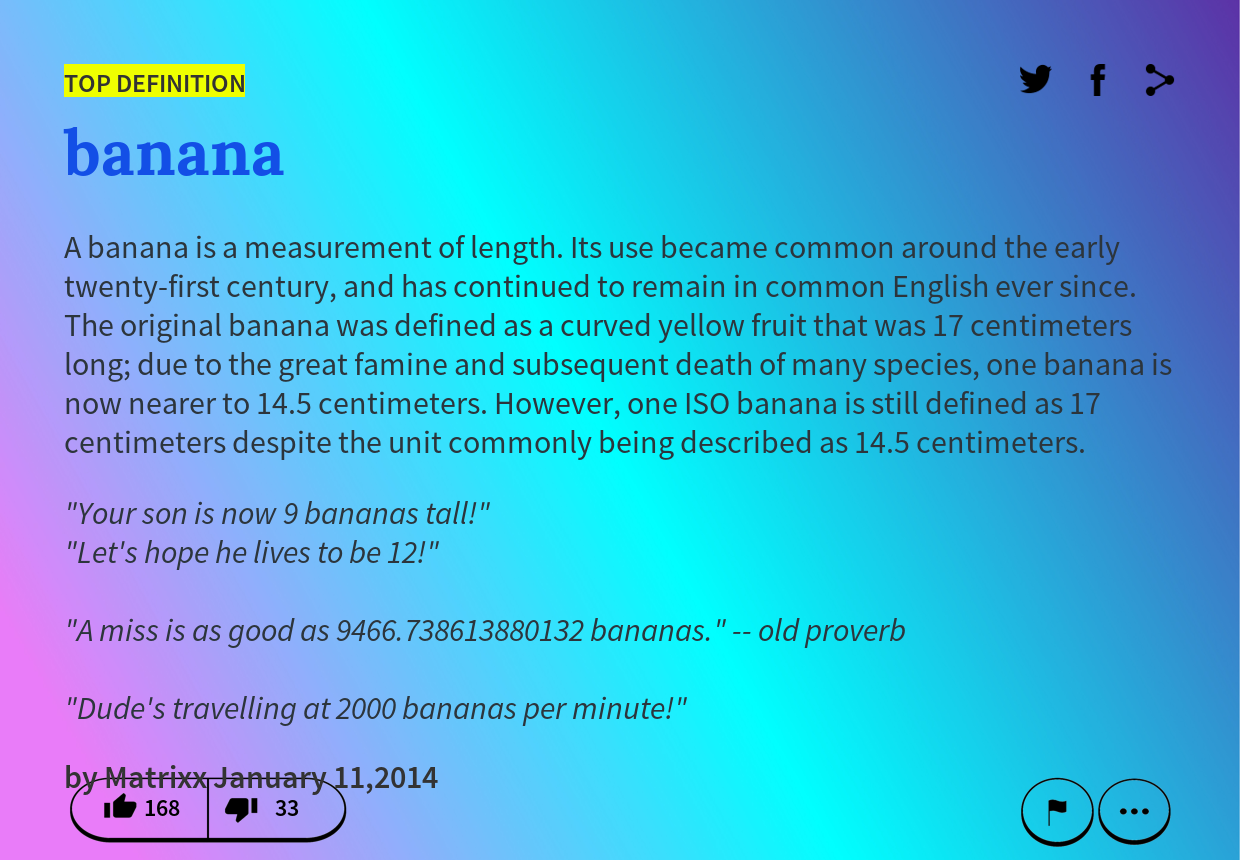 TOP DEFINITION
banana
A banana is a measurement of length. Its use became common around the early
twenty-first century, and has continued to remain in common English ever since.
The original banana was defined as a curved yellow fruit that was 17 centimeters
long; due to the great famine and subsequent death of many species, one banana is
now nearer to 14.5 centimeters. However, one ISO banana is still defined as 17
centimeters despite the unit commonly being described as 14.5 centimeters.
"Your son is now 9 bananas tall!"
"Let's hope he lives to be 12!"
"A miss is as good as 9466.738613880132 bananas." -- old proverb
"Dude's travelling at 2000 bananas per minute!"
by Matrixx January 11,2014
168 33